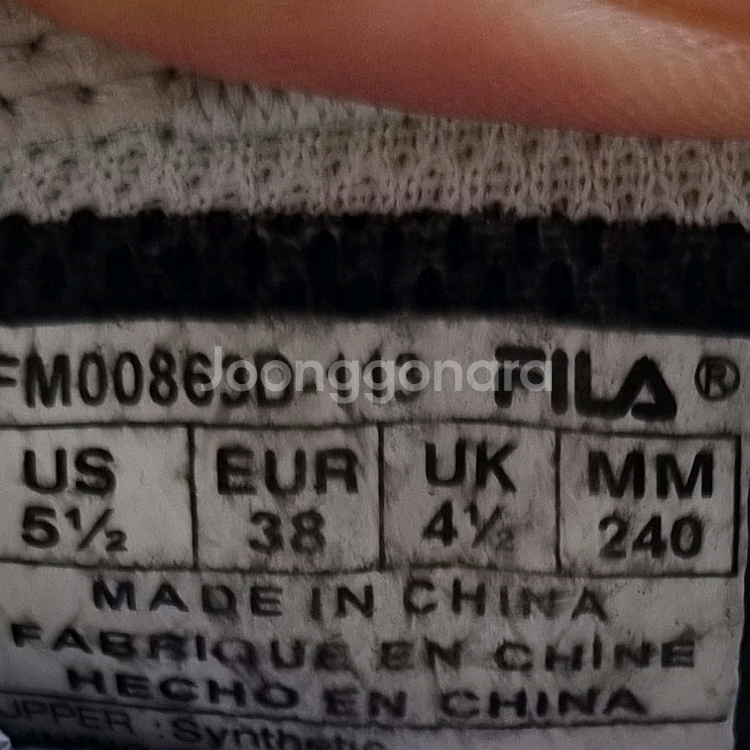 FILA®
US EUR UK MM
5½ 38 4½ 240
MADE IN CHINA
FABRIQUE EN CHINE
HECHO EN CHINA
UPPER : Synthetic
Joonggonara